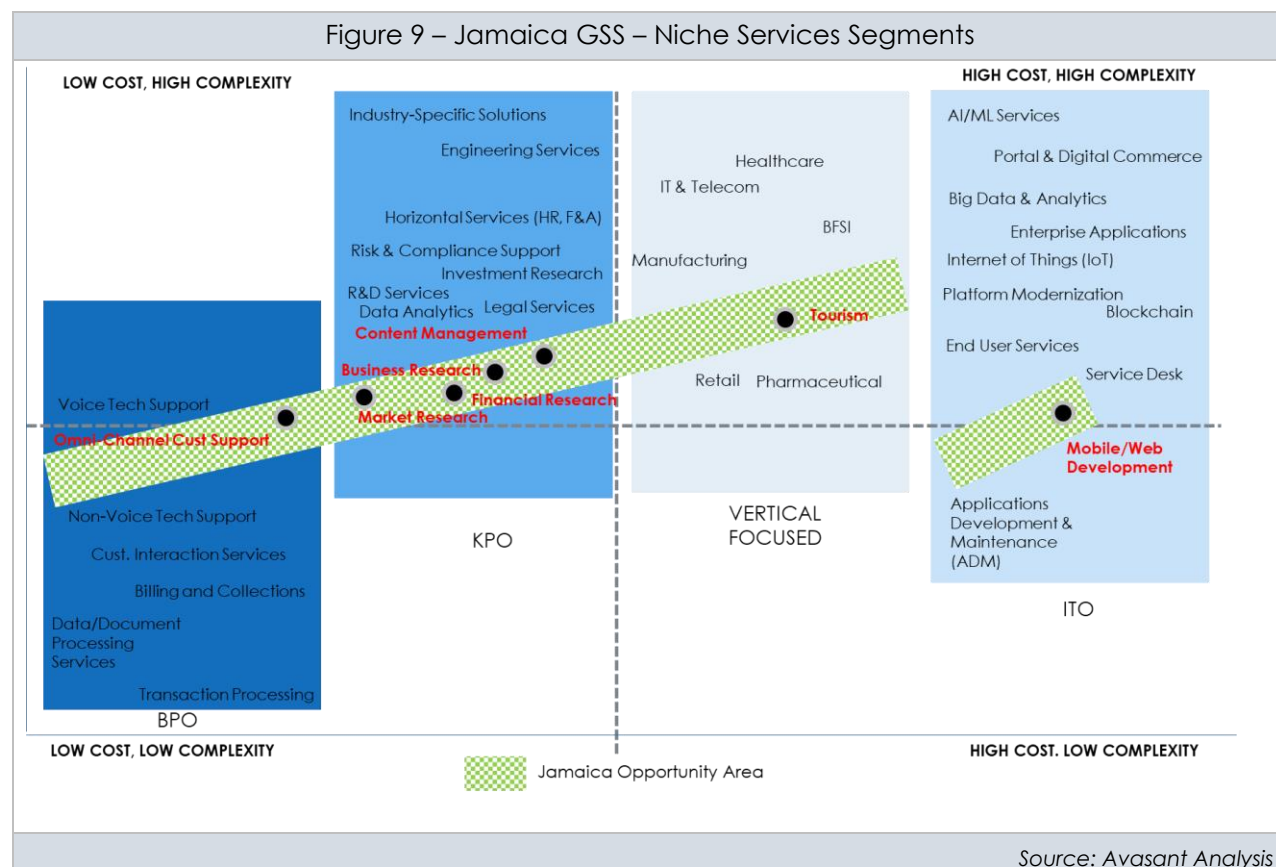 Figure 9 – Jamaica GSS – Niche Services Segments
LOW COST, HIGH COMPLEXITY
HIGH COST, HIGH COMPLEXITY
Voice Tech Support
Omni-Channel Cust Support
Non-Voice Tech Support
Cust. Interaction Services
Billing and Collections
Data/Document
Processing
Services
Transaction Processing
BPO
Industry-Specific Solutions
Engineering Services
Horizontal Services (HR, F&A)
Risk & Compliance Support
Investment Research
R&D Services
Legal Services
Data Analytics
Content Management
Business Research
Financial Research
Market Research
KPO
Healthcare
IT & Telecom
BFSI
Manufacturing
Tourism
Retail
Pharmaceutical
VERTICAL
FOCUSED
AI/ML Services
Portal & Digital Commerce
Big Data & Analytics
Enterprise Applications
Internet of Things (IoT)
Platform Modernization
Blockchain
End User Services
Service Desk
Mobile/Web
Development
Applications
Development &
Maintenance
(ADM)
ITO
LOW COST, LOW COMPLEXITY
HIGH COST. LOW COMPLEXITY
Jamaica Opportunity Area
Source: Avasant Analysis